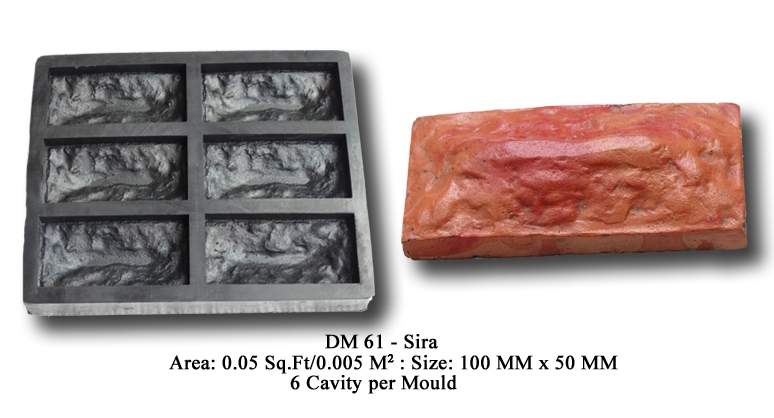 DM 61 - Sira
Area: 0.05 Sq.Ft/0.005 M² : Size: 100 MM x 50 MM
6 Cavity per Mould